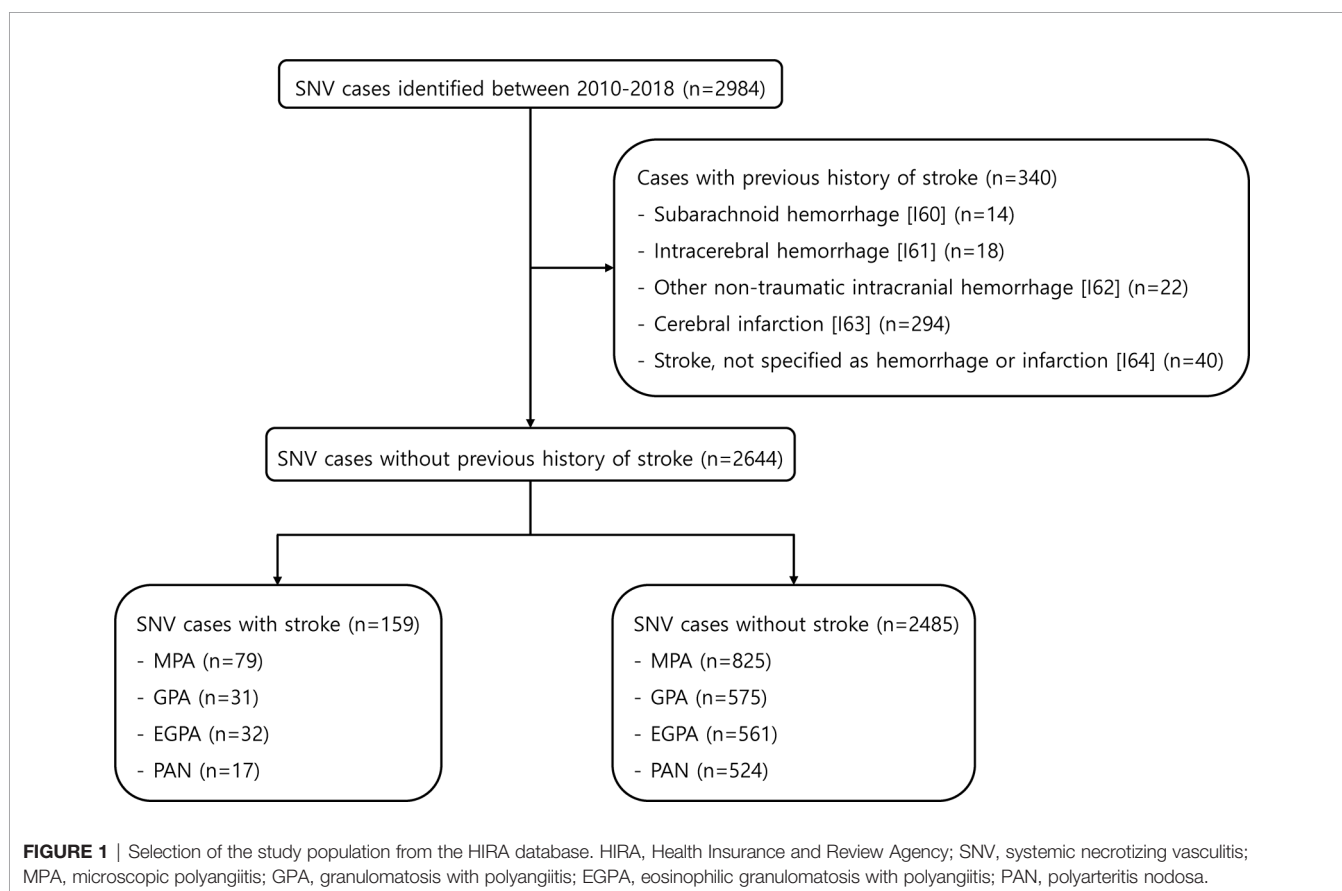 SNV cases identified between 2010-2018 (n=2984)
Cases with previous history of stroke (n=340)
- Subarachnoid hemorrhage [I60] (n=14)
- Intracerebral hemorrhage [I61] (n=18)
- Other non-traumatic intracranial hemorrhage [I62] (n=22)
- Cerebral infarction [I63] (n=294)
- Stroke, not specified as hemorrhage or infarction [I64] (n=40)
SNV cases without previous history of stroke (n=2644)
SNV cases with stroke (n=159)
- MPA (n=79)
- GPA (n=31)
- EGPA (n=32)
- PAN (n=17)
SNV cases without stroke (n=2485)
- MPA (n=825)
- GPA (n=575)
- EGPA (n=561)
- PAN (n=524)
FIGURE 1 | Selection of the study population from the HIRA database. HIRA, Health Insurance and Review Agency; SNV, systemic necrotizing vasculitis;
MPA, microscopic polyangiitis; GPA, granulomatosis with polyangiitis; EGPA, eosinophilic granulomatosis with polyangiitis; PAN, polyarteritis nodosa.